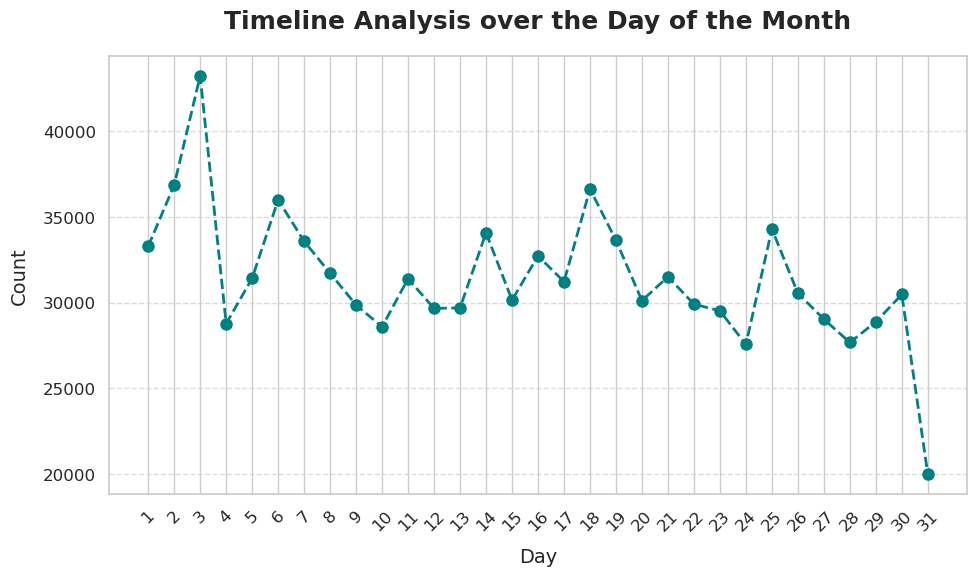 Timeline Analysis over the Day of the Month
Count
40000
35000
30000
25000
20000
1 2 3 4 5 6 7 8 9 10 11 12 13 14 15 16 17 18 19 20 21 22 23 24 25 26 27 28 29 30 31
Day